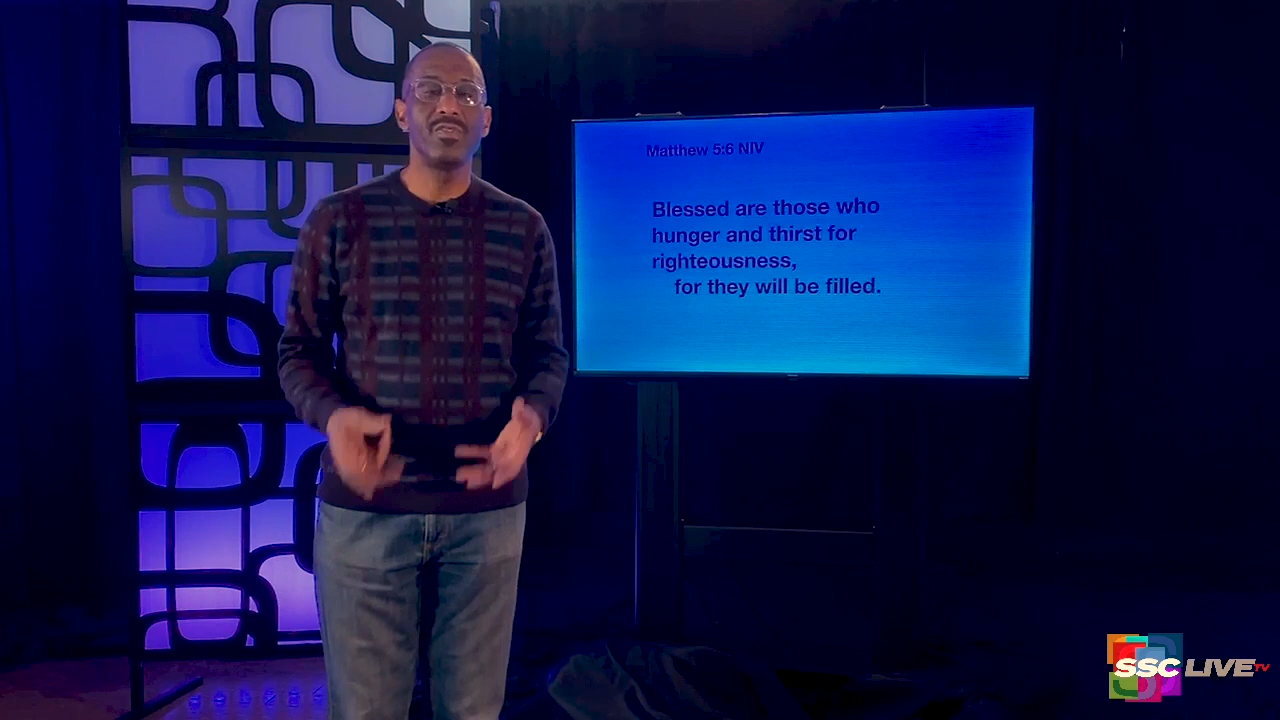 Matthew 5:6 NIV
Blessed are those who
hunger and thirst for
righteousness,
for they will be filled.
SSC LIVE TV